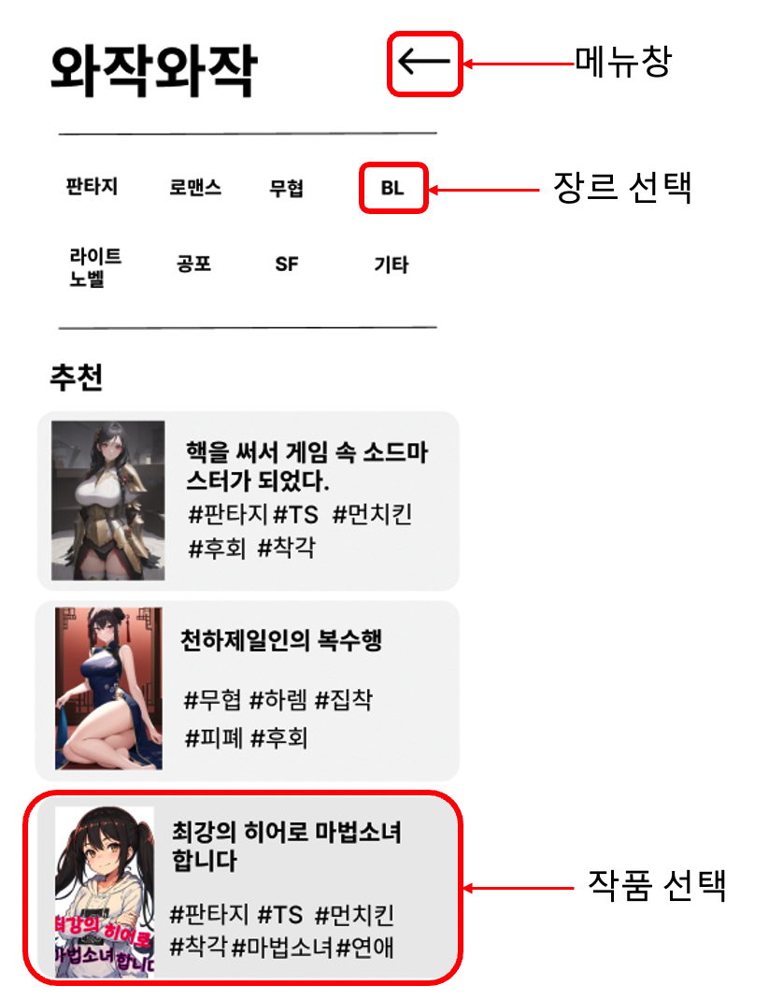 와작와작
메뉴창
판타지 로맨스 무협 BL
장르 선택
라이트
노벨
공포 SF 기타
추천
핵을 써서 게임 속 소드마
스터가 되었다.
#판타지 #TS #먼치킨
#후회 #착각
천하제일인의 복수행
#무협 #하렘 #집착
#피폐 #후회
최강의 히어로 마법소녀
합니다
#판타지 #TS #먼치킨
#착각 #마법소녀 #연애
작품 선택
최강의 히어로
마법소녀 합니다